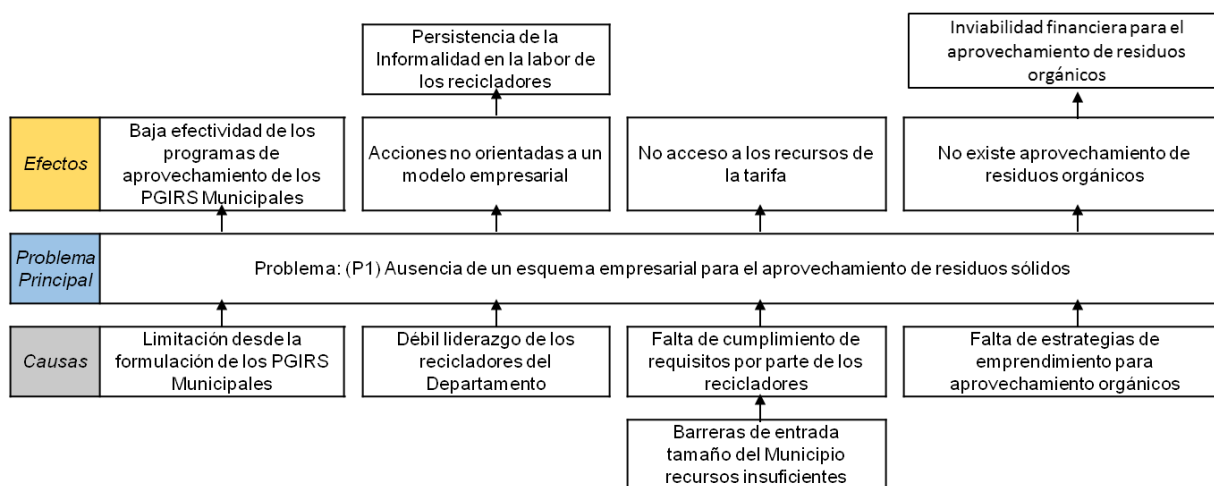 Persistencia de la
Informalidad en la labor de
los recicladores
Inviabilidad financiera para el
aprovechamiento de residuos
orgánicos
Efectos
Baja efectividad de los
programas de
aprovechamiento de los
PGIRS Municipales
Acciones no orientadas a un
modelo empresarial
No acceso a los recursos de
la tarifa
No existe aprovechamiento de
residuos orgánicos
Problema
Principal
Problema: (P1) Ausencia de un esquema empresarial para el aprovechamiento de residuos sólidos
Causas
Limitación desde la
formulación de los PGIRS
Municipales
Débil liderazgo de los
recicladores del
Departamento
Falta de cumplimiento de
requisitos por parte de los
recicladores
Falta de estrategias de
emprendimiento para
aprovechamiento orgánicos
Barreras de entrada
tamaño del Municipio
recursos insuficientes